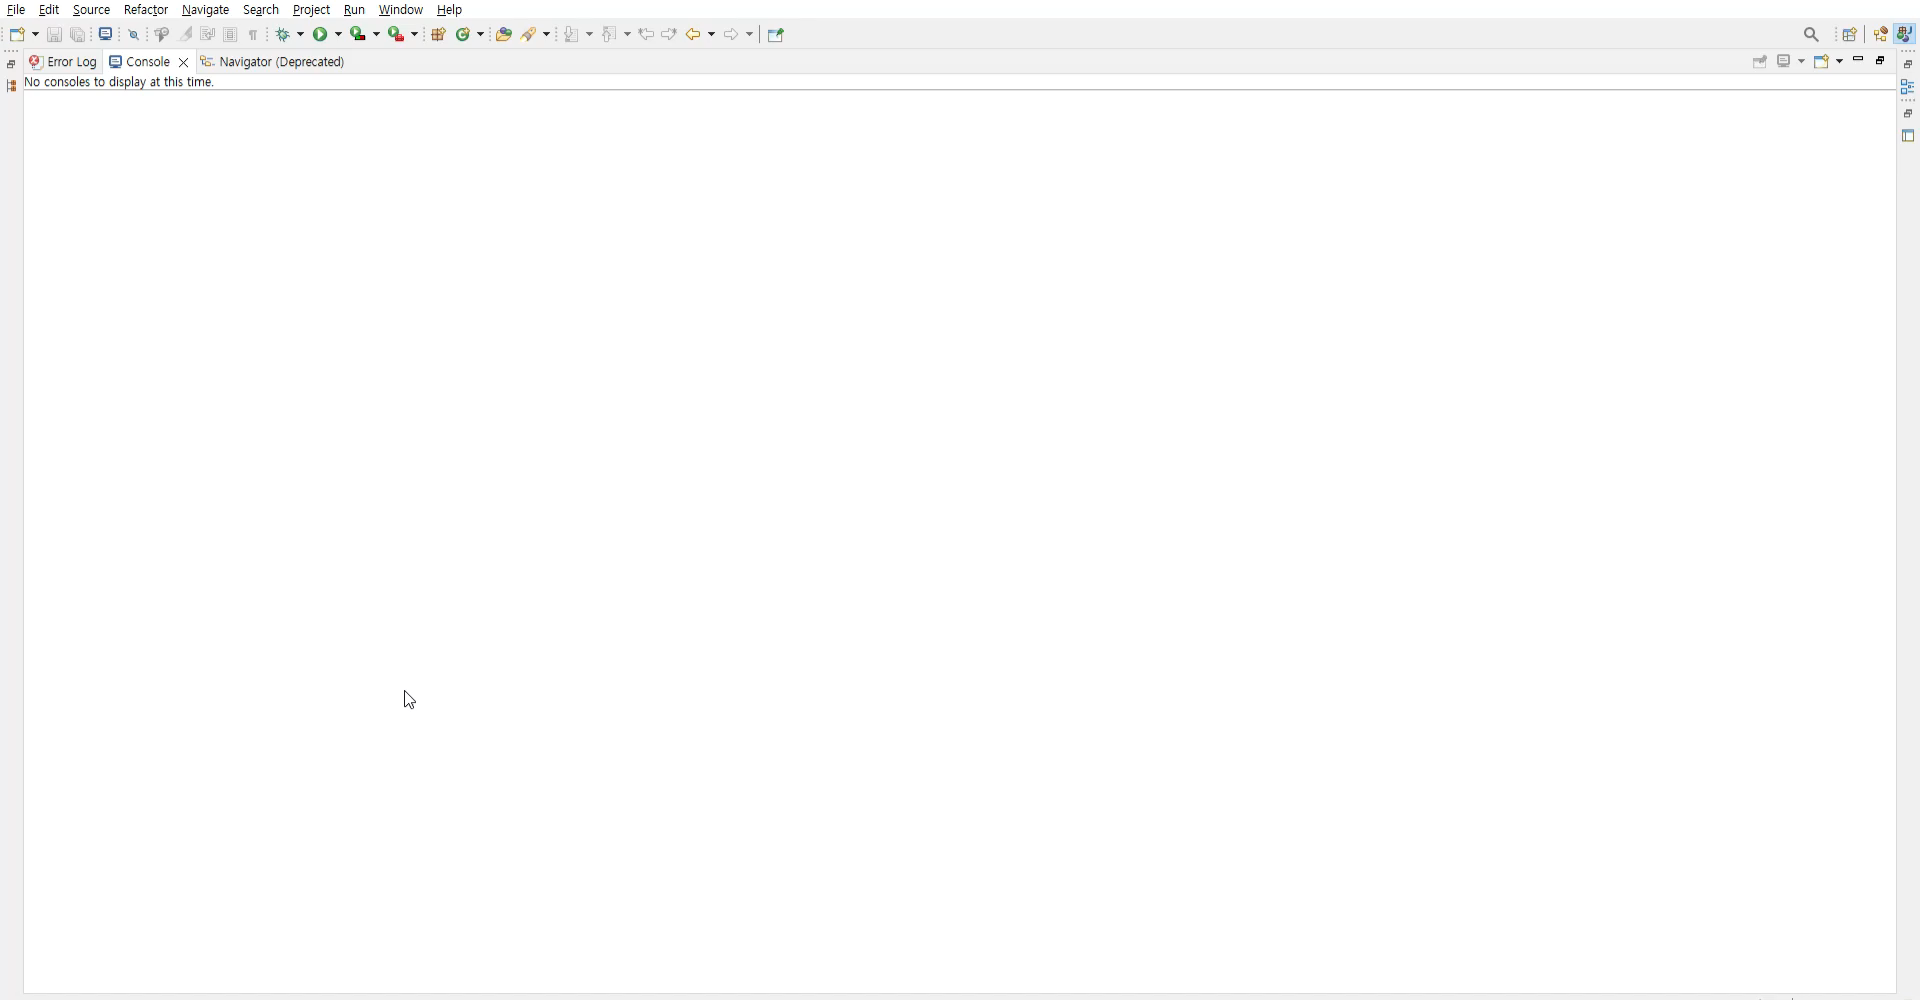 File Edit Source Refactor Navigate Search Project Run Window Help
Error Log Console Navigator (Deprecated)
No consoles to display at this time.